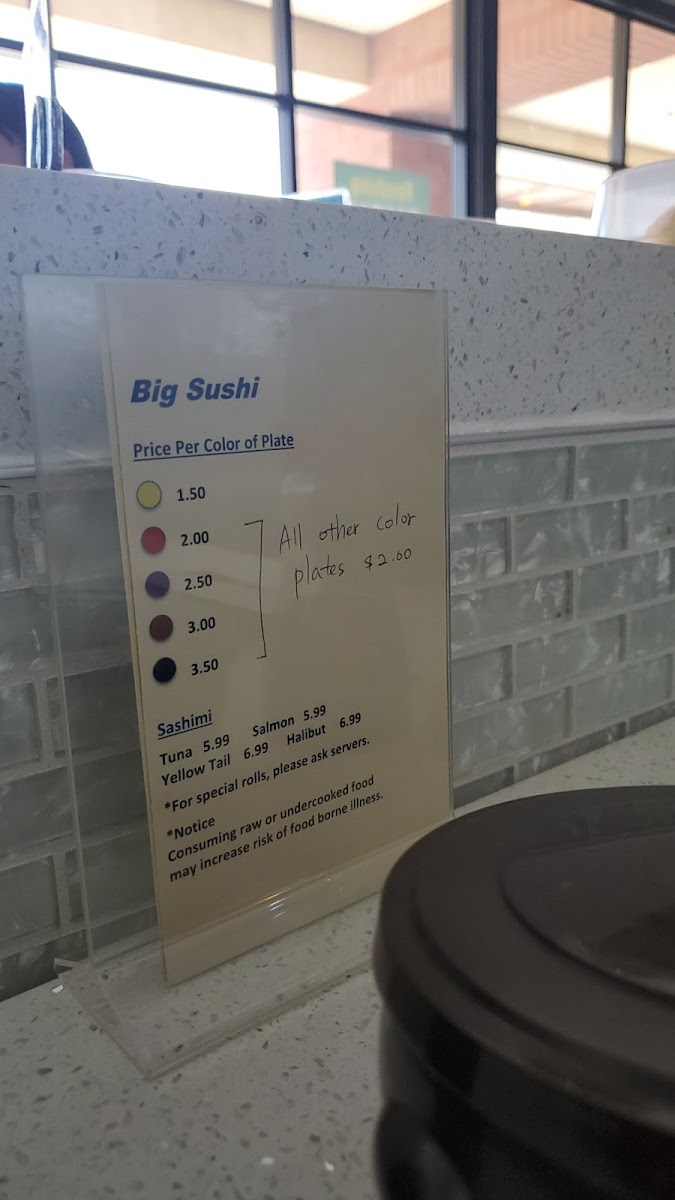 Big Sushi
Price Per Color of Plate
1.50
2.00
2.50
3.00
3.50
All other color
plates $2.00
Sashimi
Tuna 5.99 Salmon 5.99
Yellow Tail 6.99 Halibut 6.99
*For special rolls, please ask servers.
*Notice
Consuming raw or undercooked food
may increase risk of food borne illness.